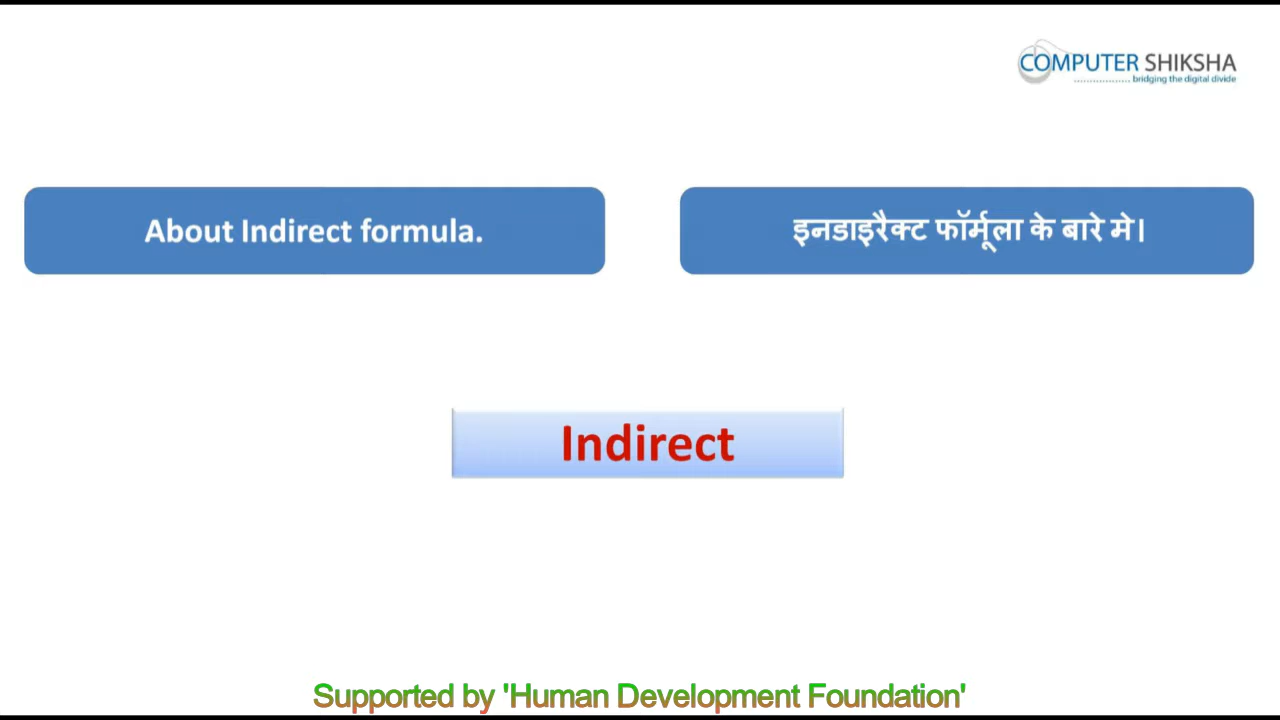 COMPUTER SHIKSHA
bridging the digital divide
About Indirect formula.
इनडाइरैक्ट फॉर्मूला के बारे मे।
Indirect
Supported by 'Human Development Foundation'